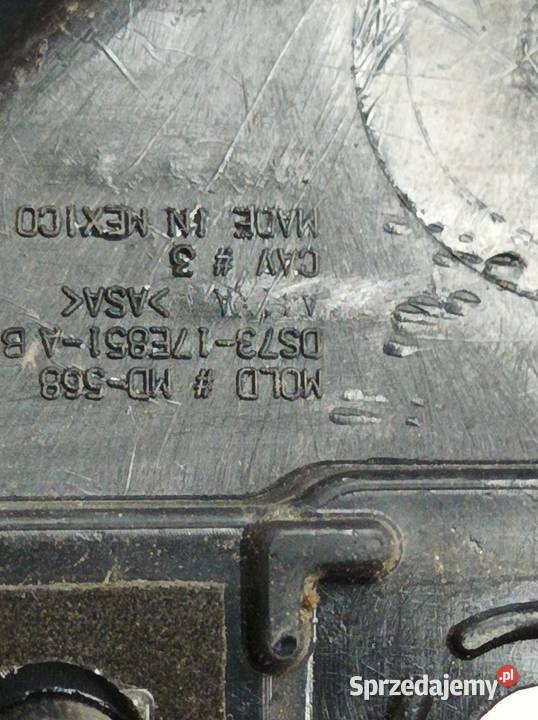 MOLD # MD-568
DS73-17E851-A B
>ASA<
CAV # 3
MADE IN MEXICO
Sprzedajemy.pl